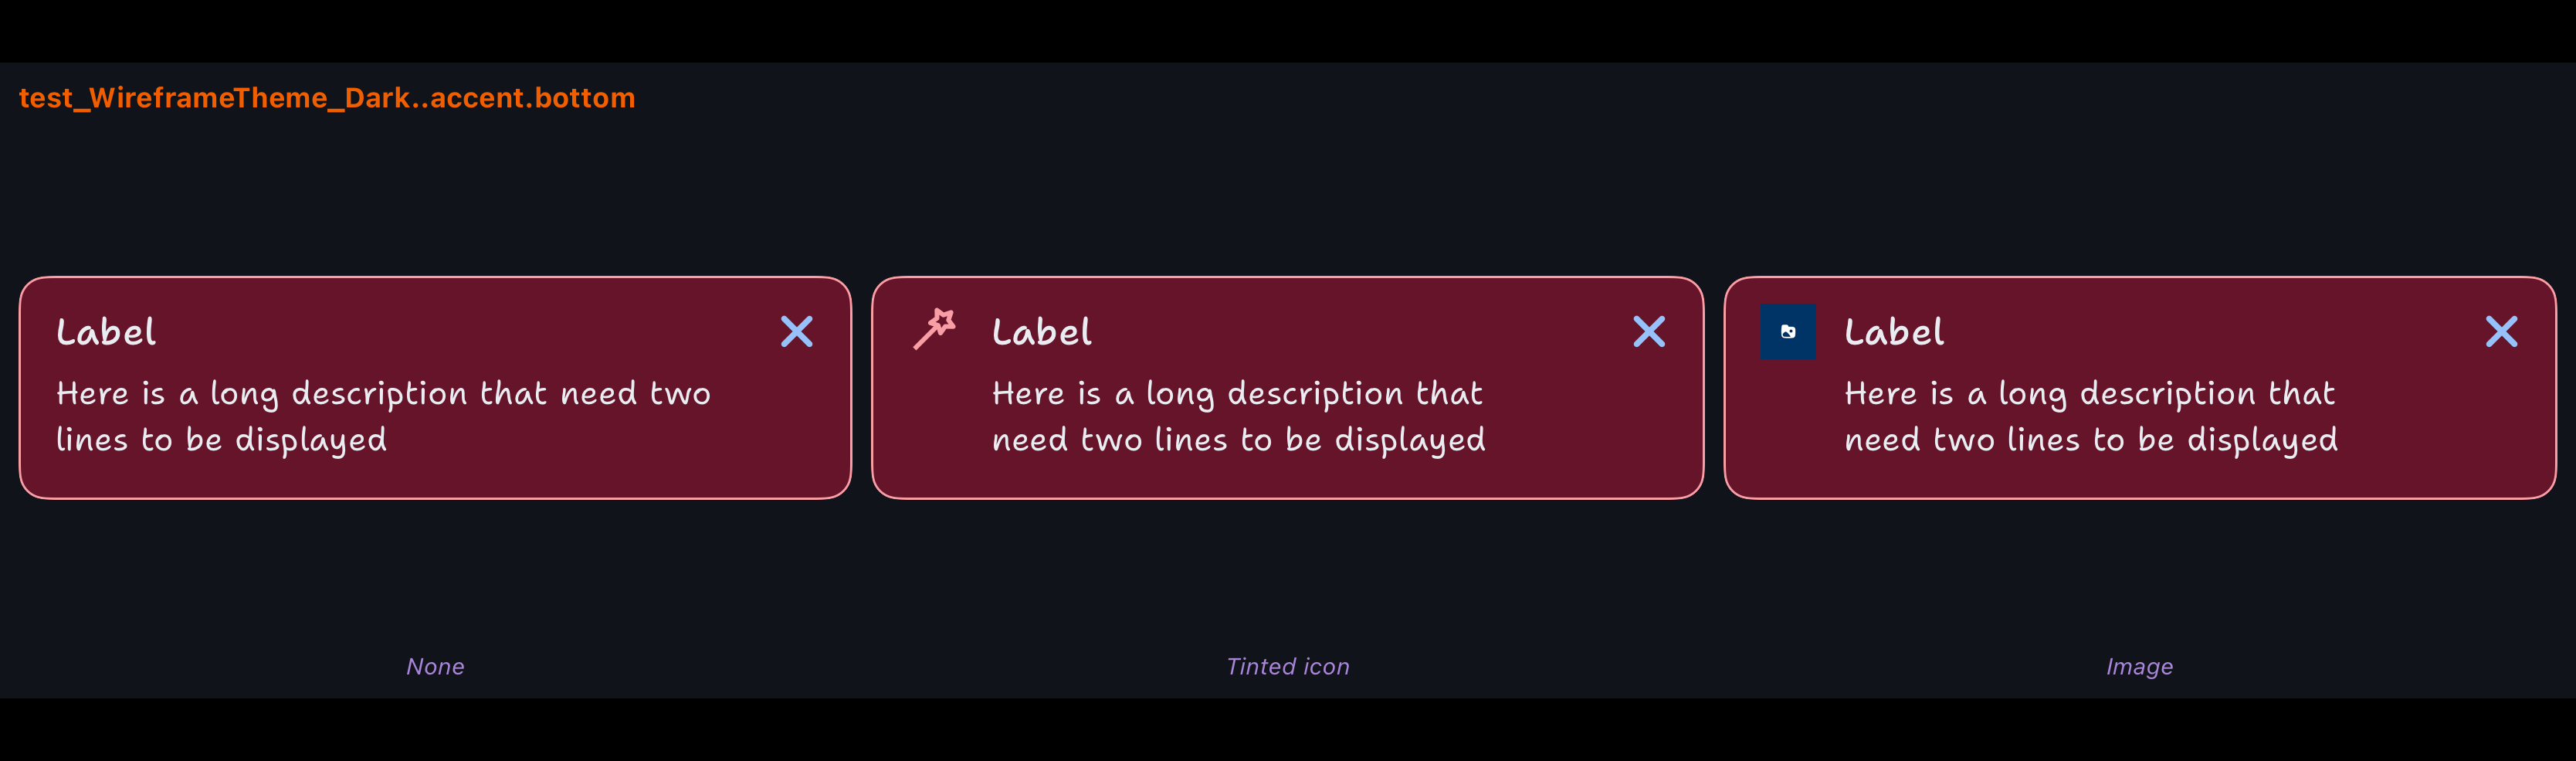 test_WireframeTheme_Dark..accent.bottom
Label
Here is a long description that need two
lines to be displayed
Label
Here is a long description that
need two lines to be displayed
Label
Here is a long description that
need two lines to be displayed
None
Tinted icon
Image